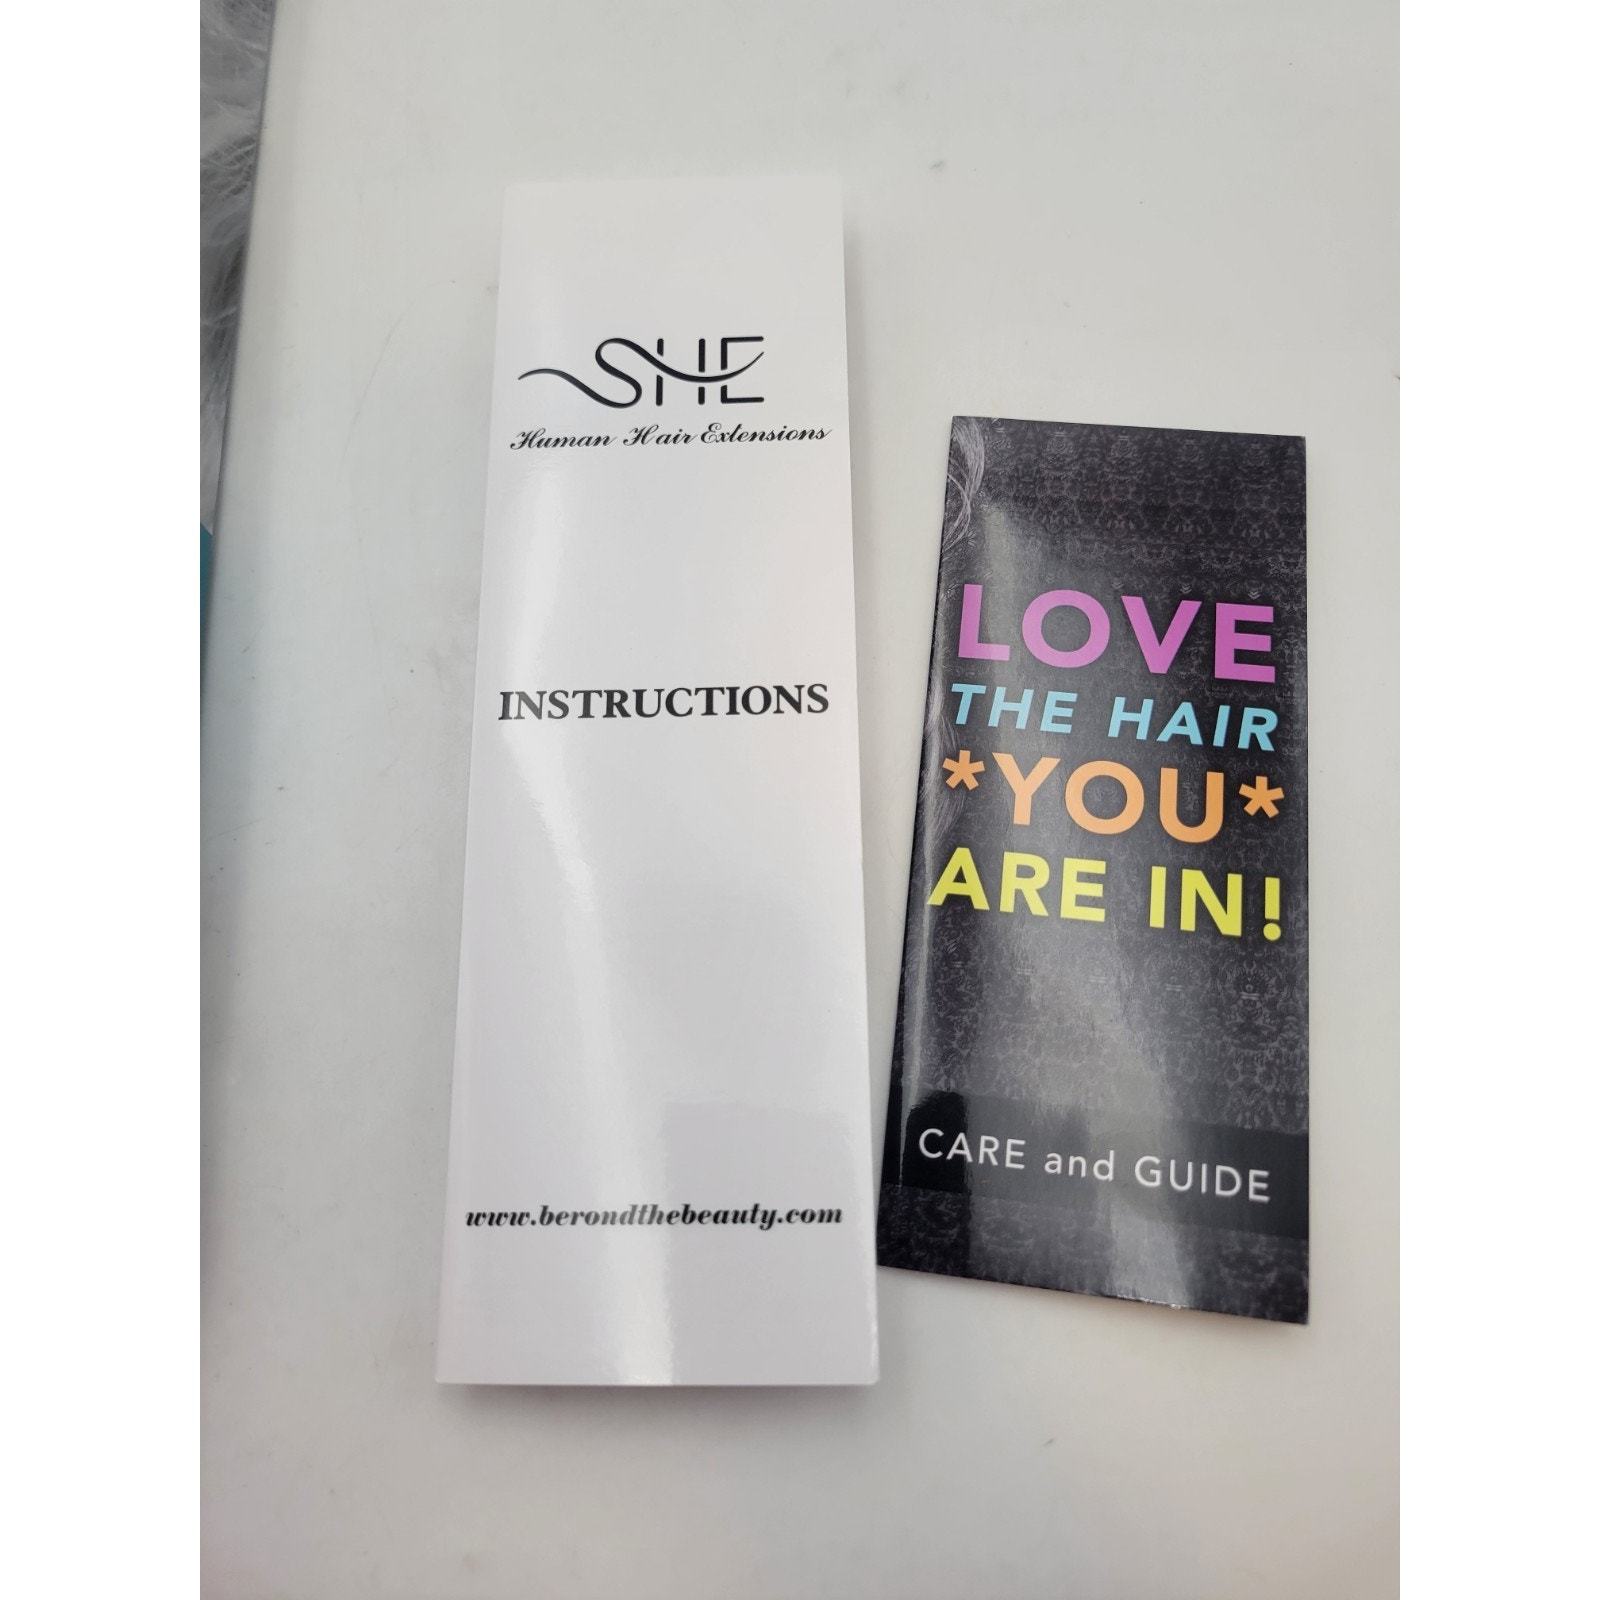 SHE
Human Hair Extensions
INSTRUCTIONS
www.berondthebeauty.com
LOVE
THE HAIR
*YOU*
ARE IN!
CARE and GUIDE